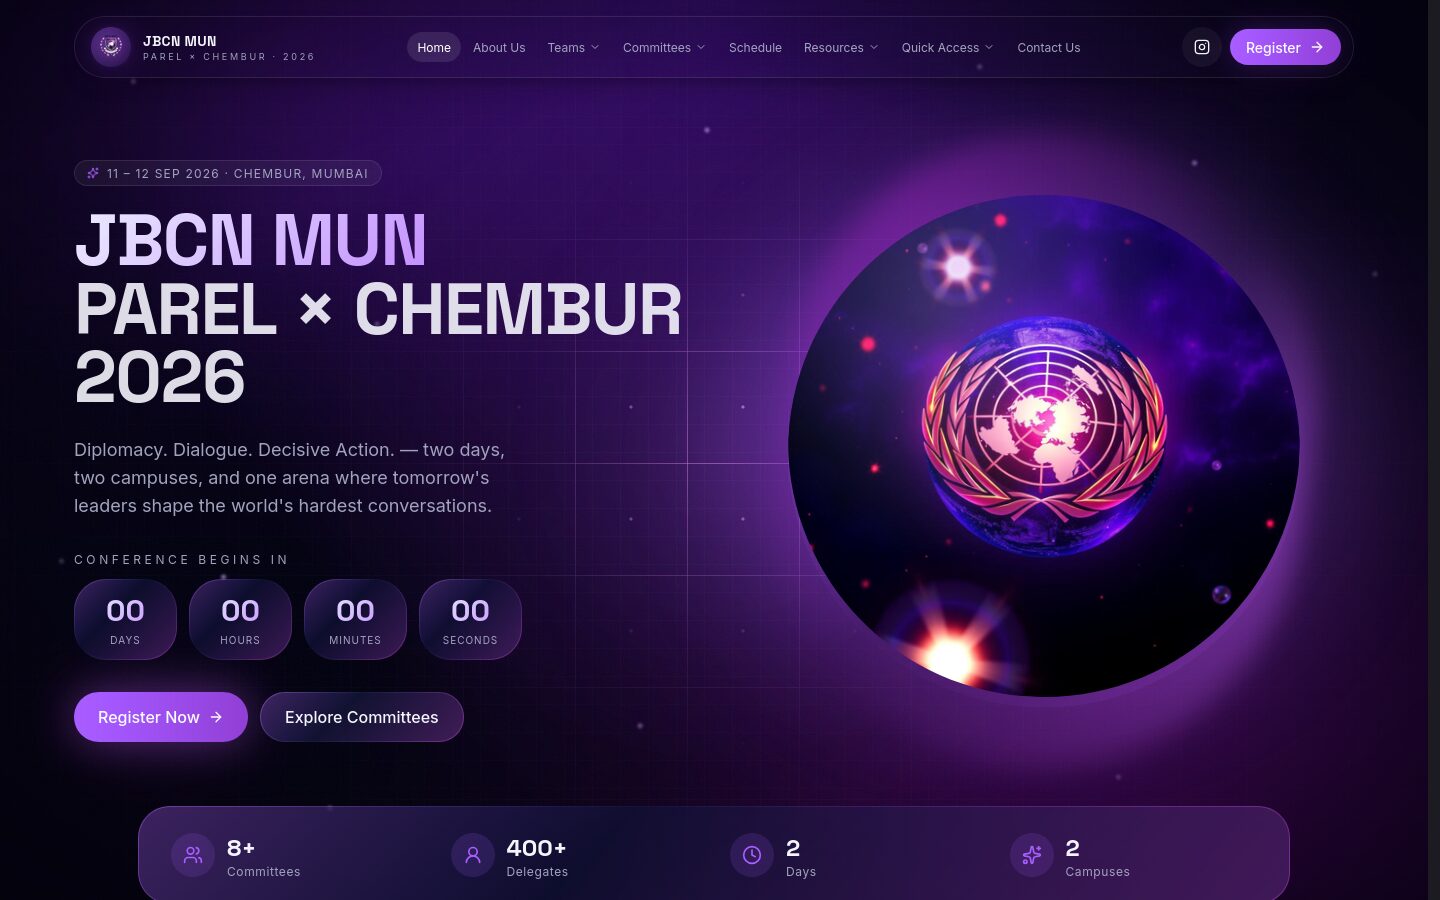 JBCN MUN
PAREL × CHEMBUR · 2026
Home
About Us
Teams
Committees
Schedule
Resources
Quick Access
Contact Us
Register
11 – 12 SEP 2026 · CHEMBUR, MUMBAI
JBCN MUN
PAREL × CHEMBUR
2026
Diplomacy. Dialogue. Decisive Action. — two days,
two campuses, and one arena where tomorrow's
leaders shape the world's hardest conversations.
CONFERENCE BEGINS IN
00
DAYS
00
HOURS
00
MINUTES
00
SECONDS
Register Now
Explore Committees
8+
Committees
400+
Delegates
2
Days
2
Campuses